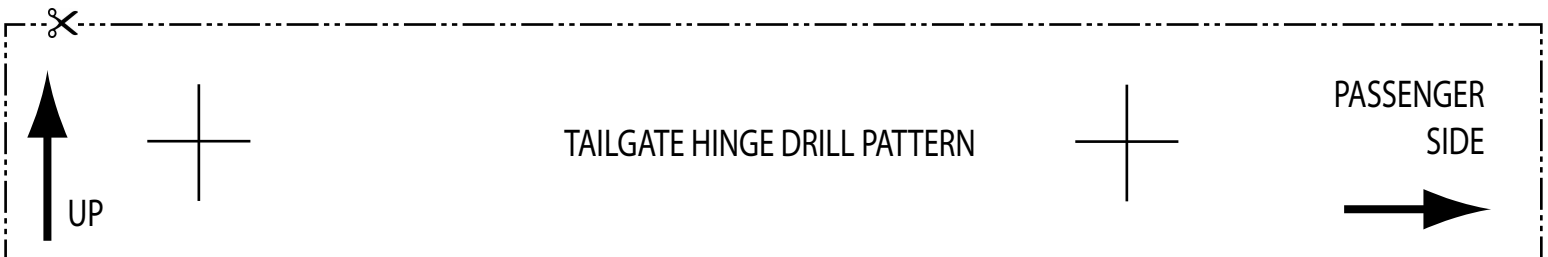 UP
TAILGATE HINGE DRILL PATTERN
PASSENGER
SIDE